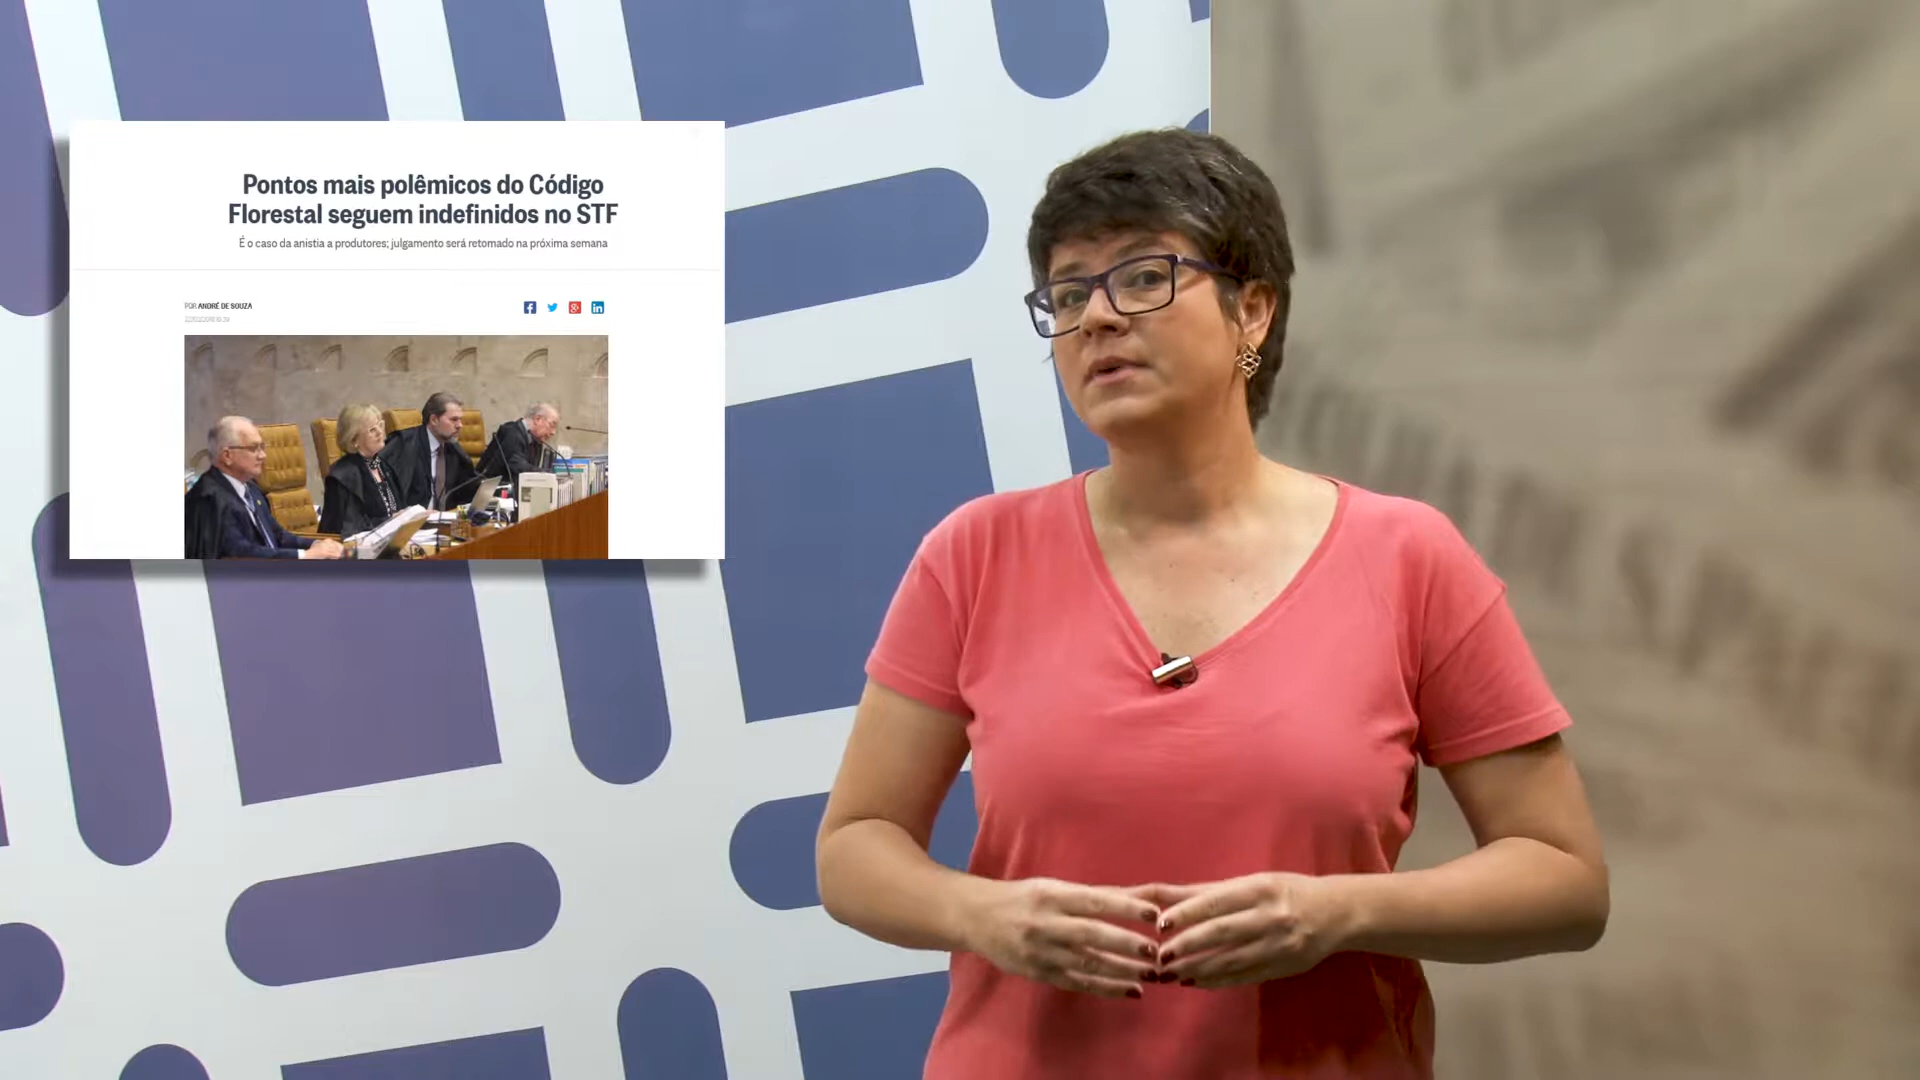 Pontos mais polêmicos do Código
Florestal seguem indefinidos no STF
É o caso da anistia a produtores; julgamento será retomado na próxima semana
POR ANDRÉ DE SOUZA